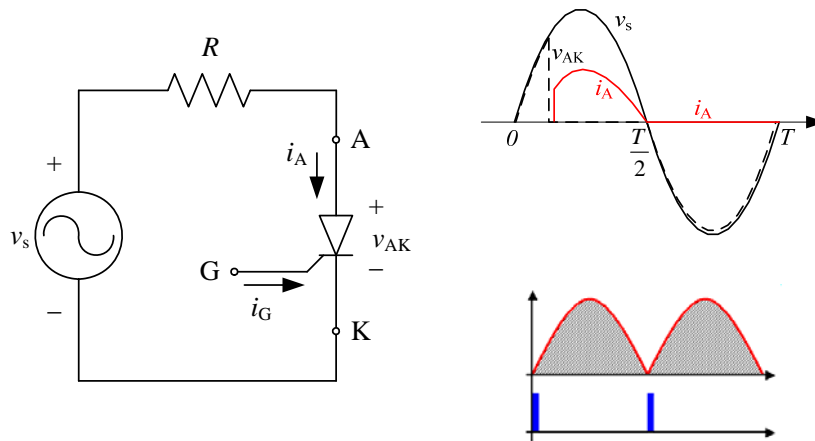 R
+
A
i_A
+
v_s
v_AK
G
−
i_G
−
K
v_s
v_AK
i_A
i_A
0
T/2
T